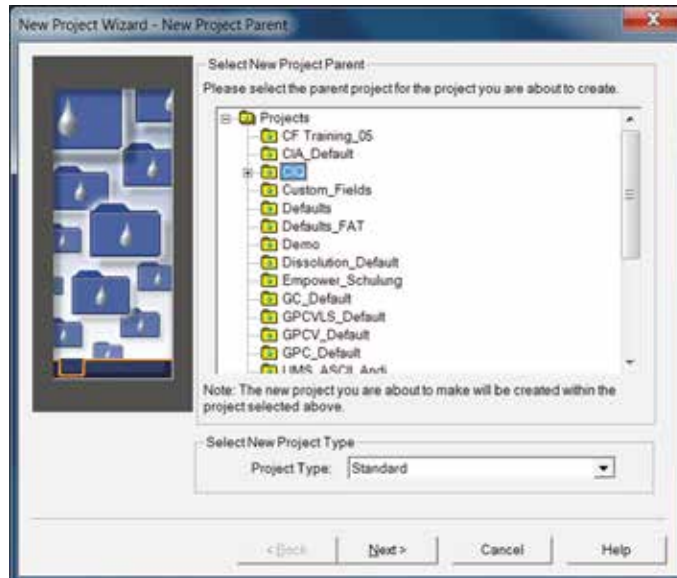 New Project Wizard - New Project Parent
Select New Project Parent
Please select the parent project for the project you are about to create.
Projects
CF Training_05
CIA_Default
Custom_Fields
Defaults
Defaults_FAT
Demo
Dissolution_Default
Empower_Schulung
GC_Default
GPCVLS_Default
GPCV_Default
GPC_Default
Note: The new project you are about to make will be created within the
project selected above.
Select New Project Type
Project Type: Standard
< Back Next > Cancel Help